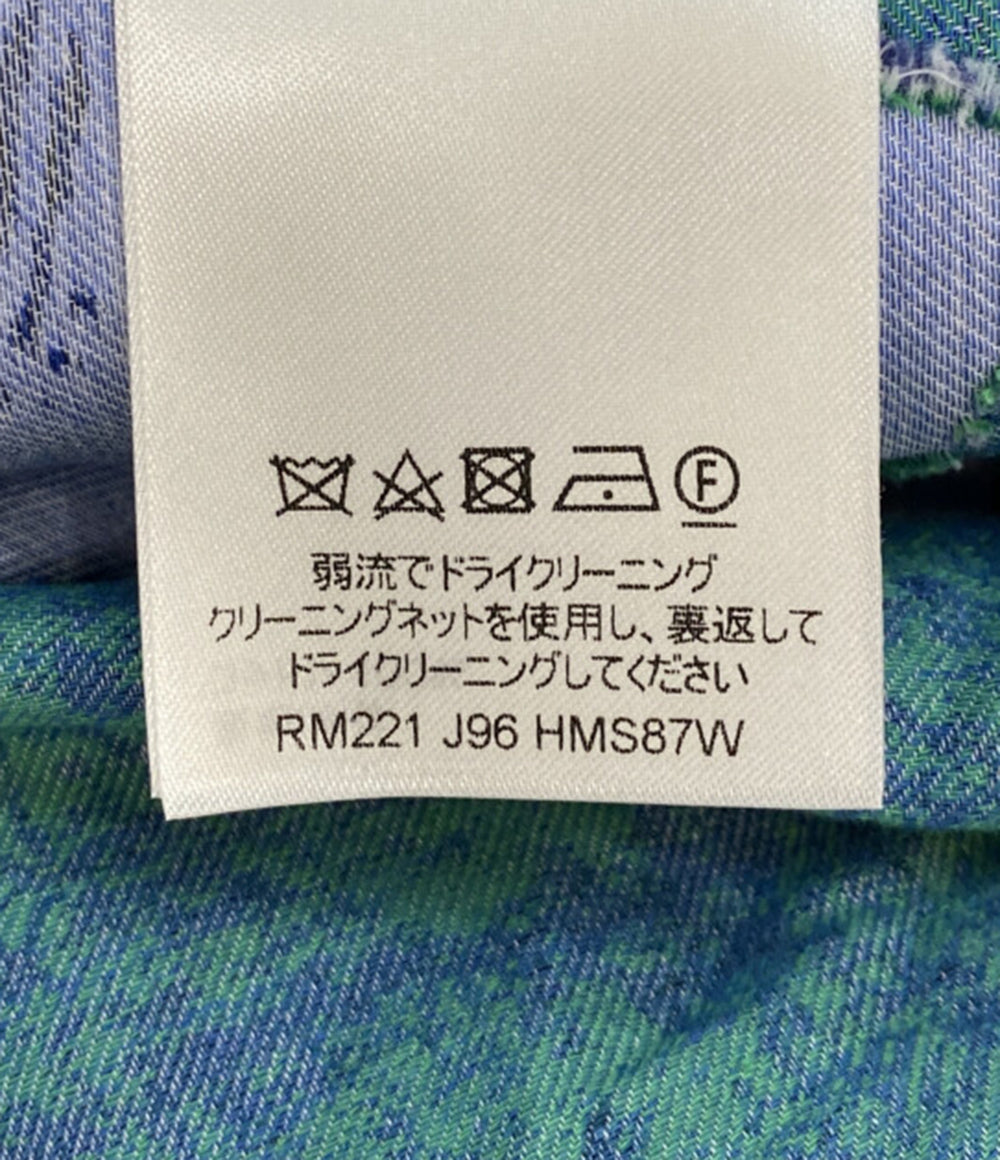 F
弱流でドライクリーニング
クリーニングネットを使用し、裏返して
ドライクリーニングしてください
RM221 J96 HMS87W